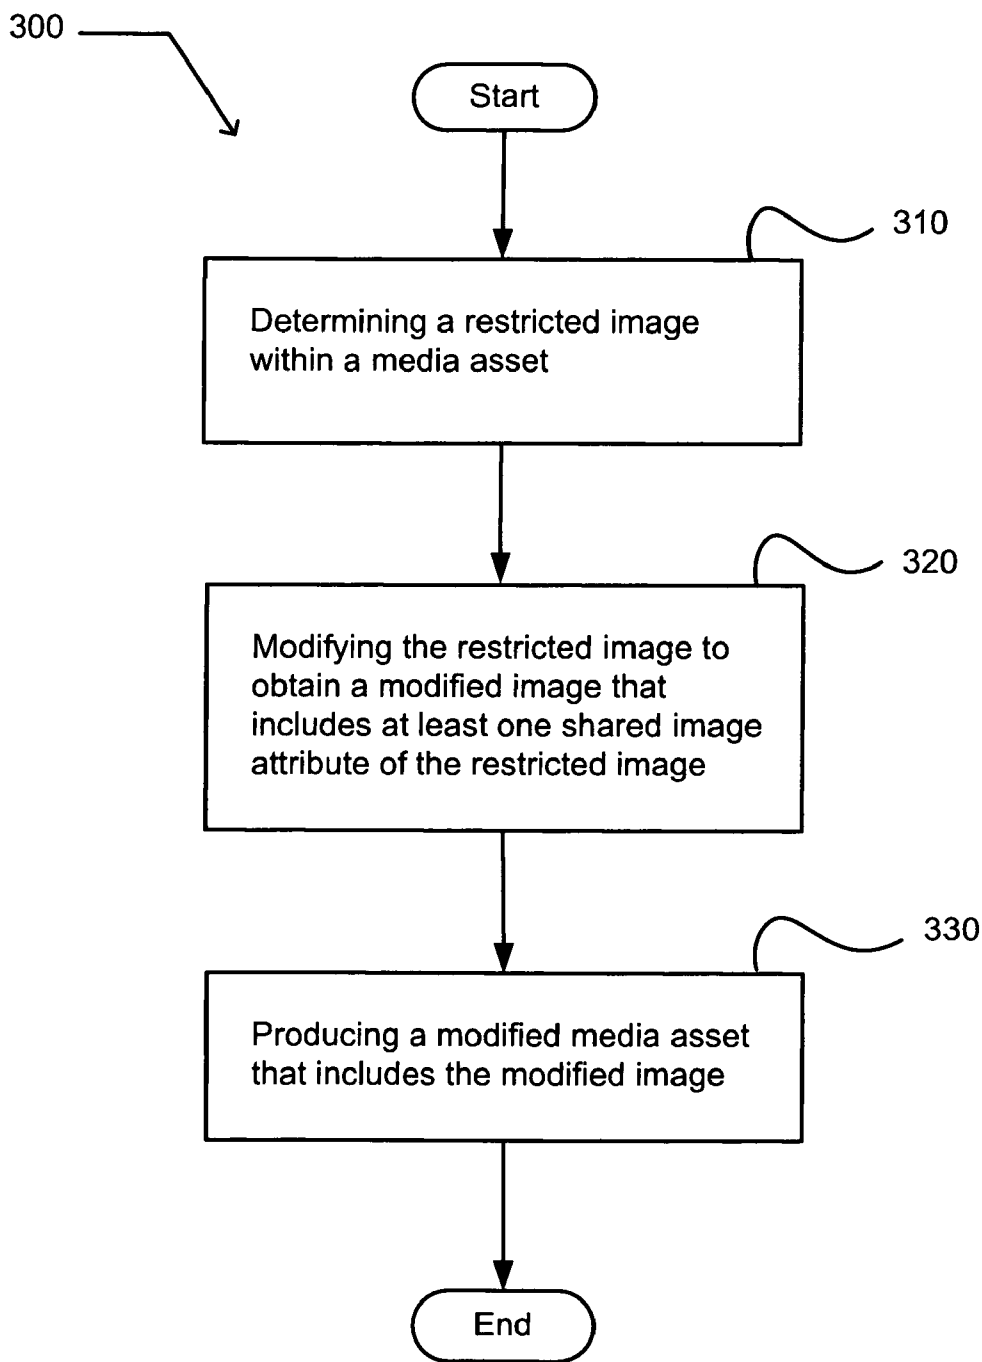 300
Start
310
Determining a restricted image
within a media asset
320
Modifying the restricted image to
obtain a modified image that
includes at least one shared image
attribute of the restricted image
330
Producing a modified media asset
that includes the modified image
End